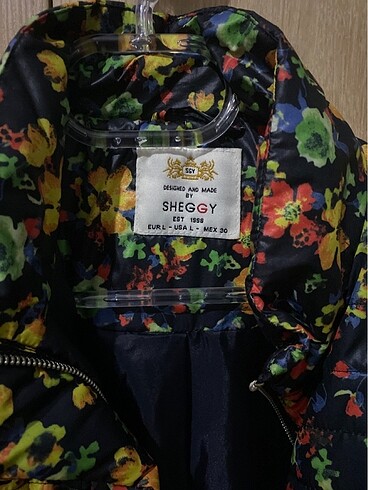 SGY
DESIGNED AND MADE
BY
SHEGGY
EST 1998
EUR L - USA L - MEX 30